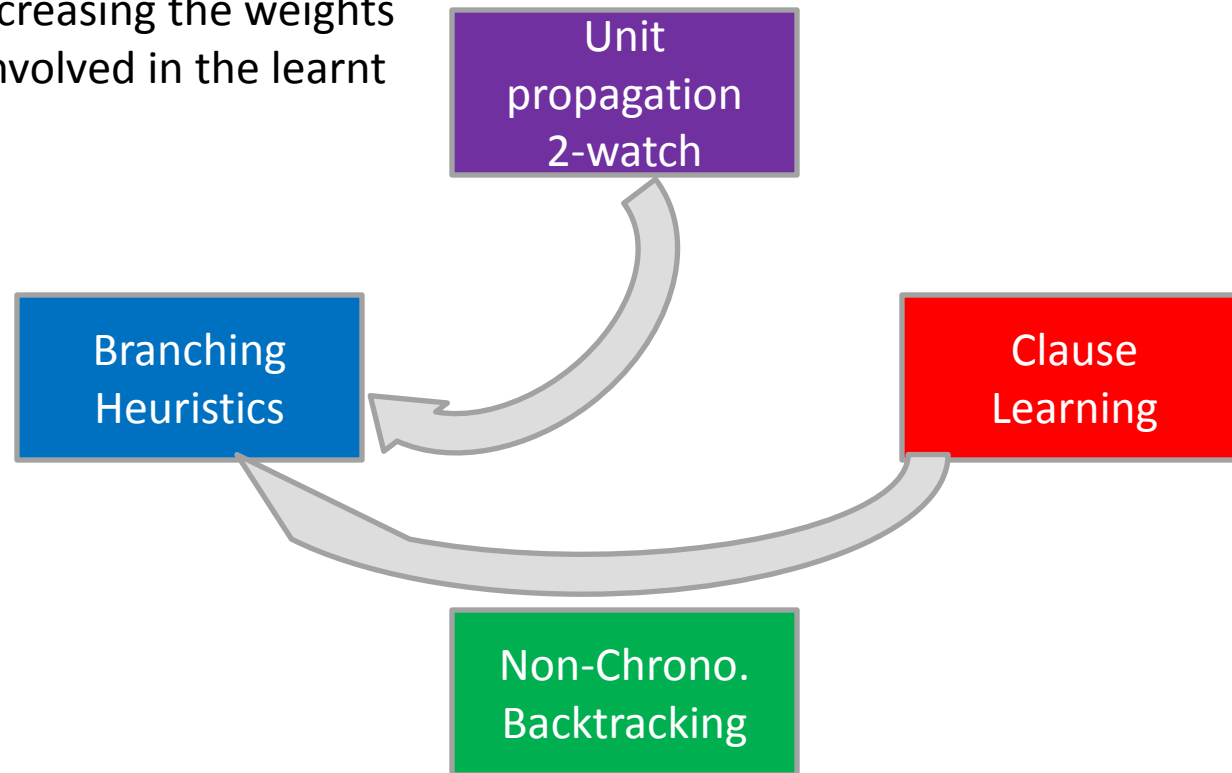 creasing the weights
nvolved in the learnt
Unit
propagation
2-watch
Branching
Heuristics
Clause
Learning
Non-Chrono.
Backtracking